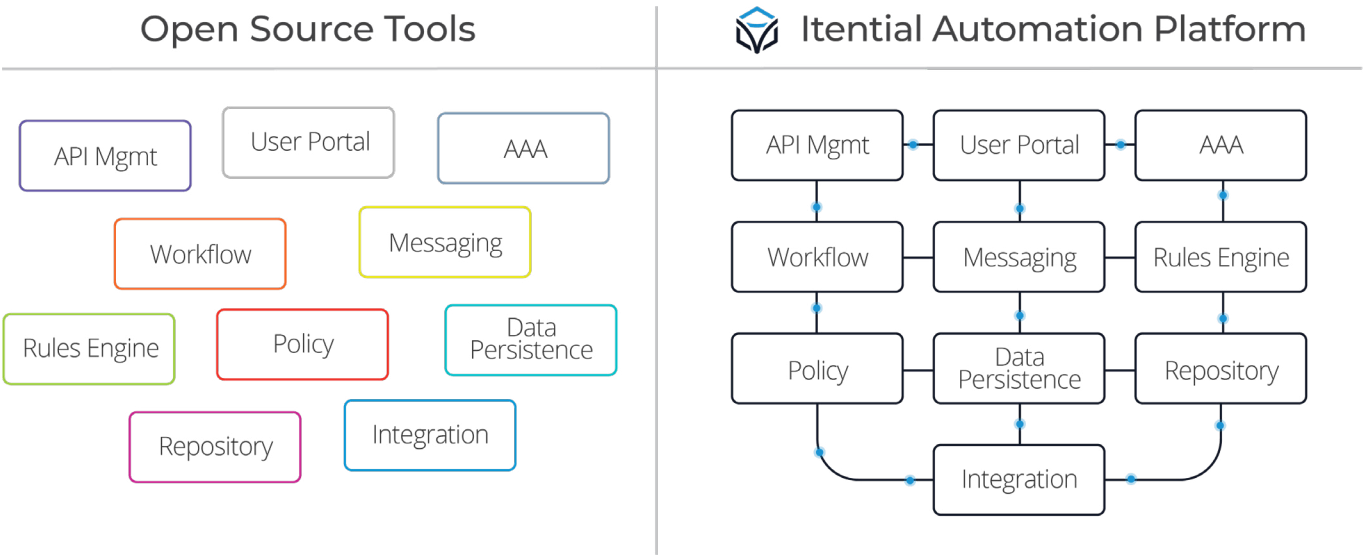 Open Source Tools
Itential Automation Platform
API Mgmt
User Portal
AAA
Workflow
Messaging
Rules Engine
Policy
Data
Persistence
Repository
Integration
API Mgmt
User Portal
AAA
Workflow
Messaging
Rules Engine
Policy
Data
Persistence
Repository
Integration